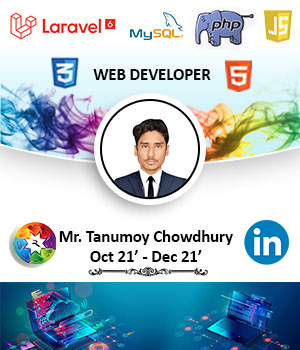 Laravel 6
MySQL
php
JS
3
WEB DEVELOPER
5
Mr. Tanumoy Chowdhury
Oct 21’ - Dec 21’
in